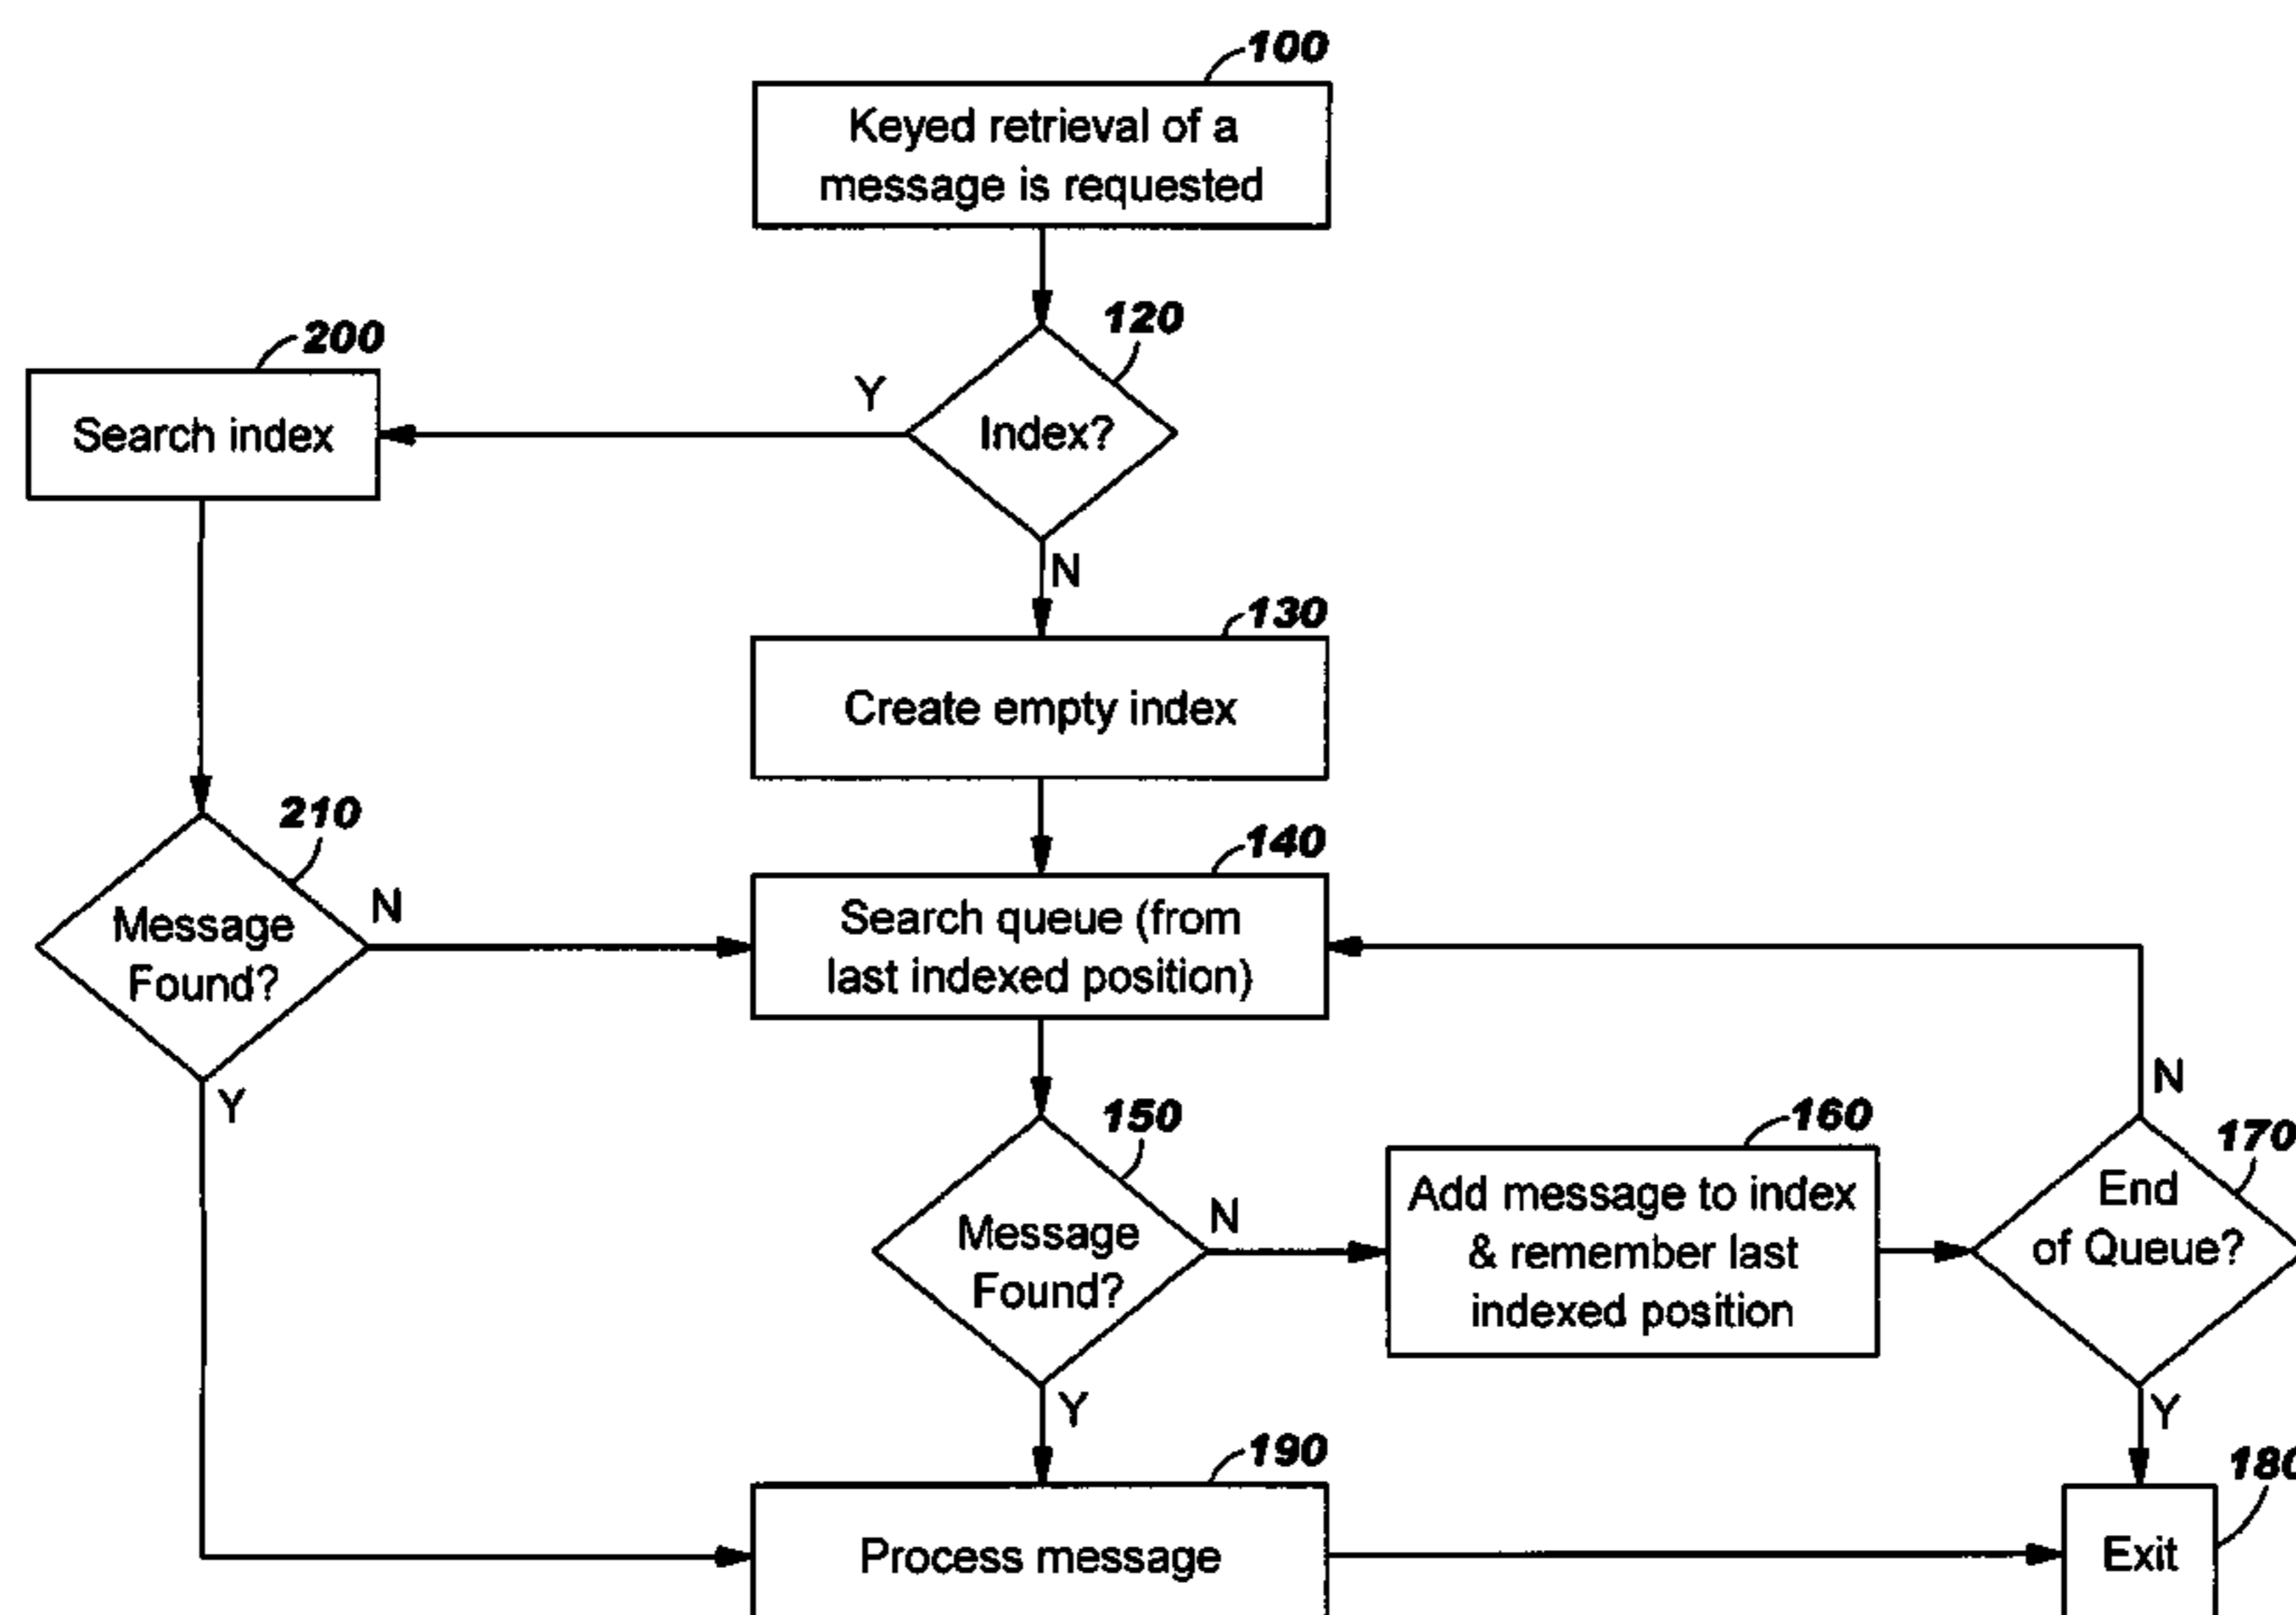 100
Keyed retrieval of a
message is requested
120
200
Y
Index?
Search index
N
130
Create empty index
210
140
N
Search queue (from
last indexed position)
Message
Found?
N
Y
150
160
170
N
Add message to index
& remember last
indexed position
End
of Queue?
Message
Found?
Y
Y
190
180
Process message
Exit